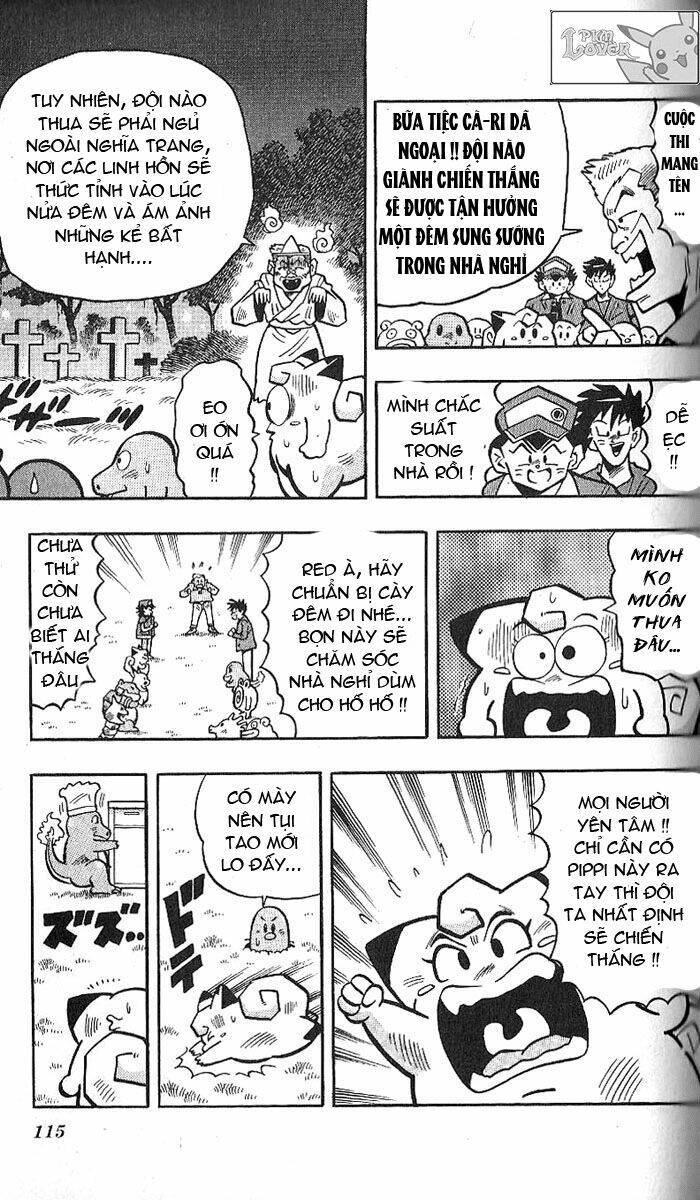 PKM
LOVER
CUỘC
THI
MANG
TÊN
...
BỮA TIỆC CÀ-RI DÃ
NGOẠI !! ĐỘI NÀO
GIÀNH CHIẾN THẮNG
SẼ ĐƯỢC TẬN HƯỞNG
MỘT ĐÊM SUNG SƯỚNG
TRONG NHÀ NGHỈ
DỄ
ẸC !
MÌNH CHẮC
SUẤT
TRONG
NHÀ RỒI !
TUY NHIÊN, ĐỘI NÀO
THUA SẼ PHẢI NGỦ
NGOÀI NGHĨA TRANG,
NƠI CÁC LINH HỒN SẼ
THỨC TỈNH VÀO LÚC
NỬA ĐÊM VÀ ÁM ẢNH
NHỮNG KẺ BẤT
HẠNH....
EO
ƠI ỚN
QUÁ
!!
MÌNH
KO
MUỐN
THUA
ĐÂU...
RED À, HÃY
CHUẨN BỊ CÀY
ĐÊM ĐI NHÉ...
BỌN NÀY SẼ
CHĂM SÓC
NHÀ NGHỈ DÙM
CHO HỐ HỐ !!
CHƯA
THỬ
CÒN
CHƯA
BIẾT AI
THẮNG
ĐÂU
MỌI NGƯỜI
YÊN TÂM !!
CHỈ CẦN CÓ
PIPPI NÀY RA
TAY THÌ ĐỘI
TA NHẤT ĐỊNH
SẼ CHIẾN
THẮNG !!
CÓ MÀY
NÊN TỤI
TAO MỚI
LO ĐẤY...
ドテ
ズズ...
115